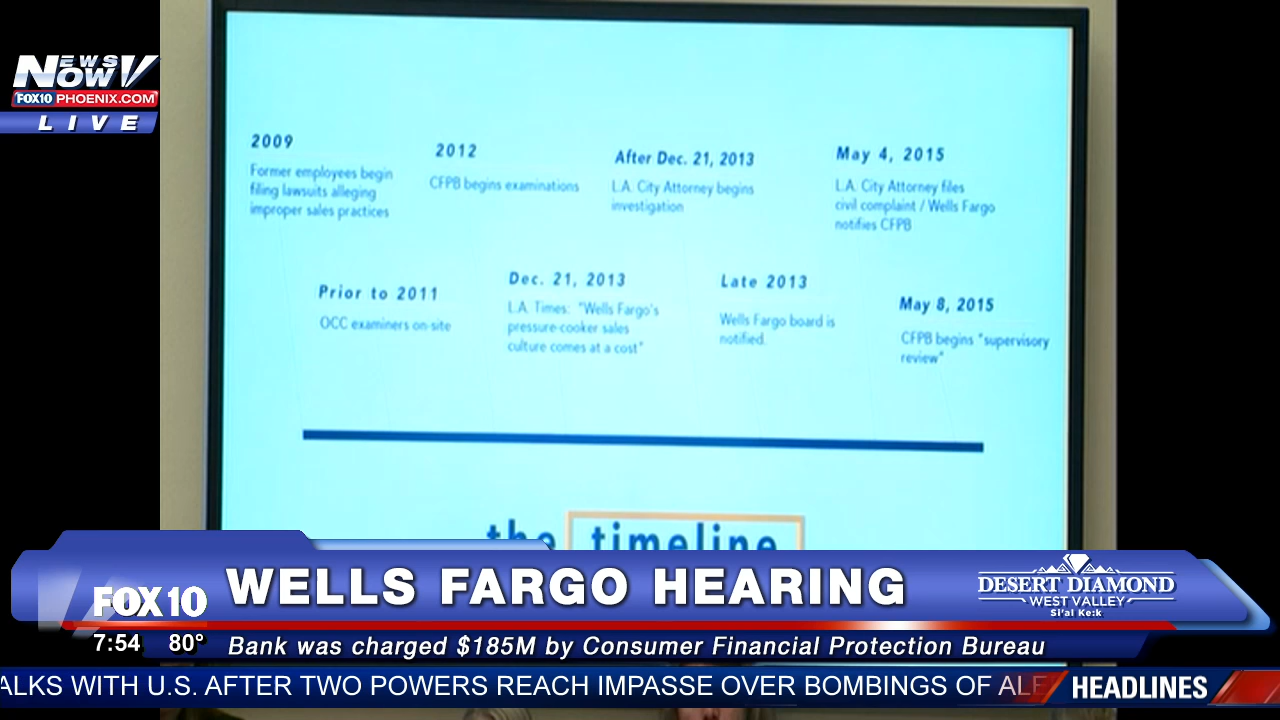 NEWS
NOW
FOX10 PHOENIX.COM
LIVE
2009
Former employees begin
filing lawsuits alleging
improper sales practices
2012
CFPB begins examinations
After Dec. 21, 2013
L.A. City Attorney begins
investigation
May 4, 2015
L.A. City Attorney files
civil complaint / Wells Fargo
notifies CFPB
Prior to 2011
OCC examiners on-site
Dec. 21, 2013
L.A. Times: "Wells Fargo's
pressure-cooker sales
culture comes at a cost"
Late 2013
Wells Fargo board is
notified.
May 8, 2015
CFPB begins "supervisory
review"
the timeline
FOX 10
WELLS FARGO HEARING
DESERT DIAMOND
WEST VALLEY
Si'al Ke:k
7:54 80°
Bank was charged $185M by Consumer Financial Protection Bureau
ALKS WITH U.S. AFTER TWO POWERS REACH IMPASSE OVER BOMBINGS OF ALE
HEADLINES